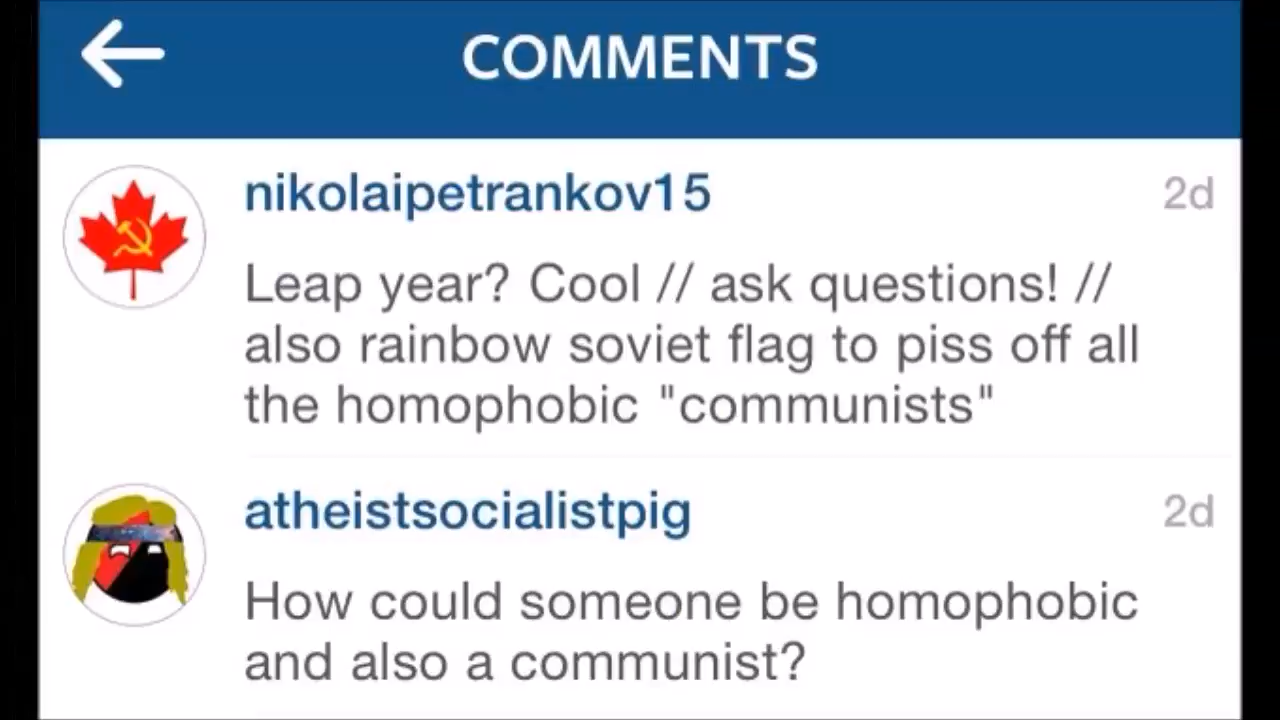 COMMENTS
nikolaipetrankov15 2d
Leap year? Cool // ask questions! //
also rainbow soviet flag to piss off all
the homophobic "communists"
atheistsocialistpig 2d
How could someone be homophobic
and also a communist?